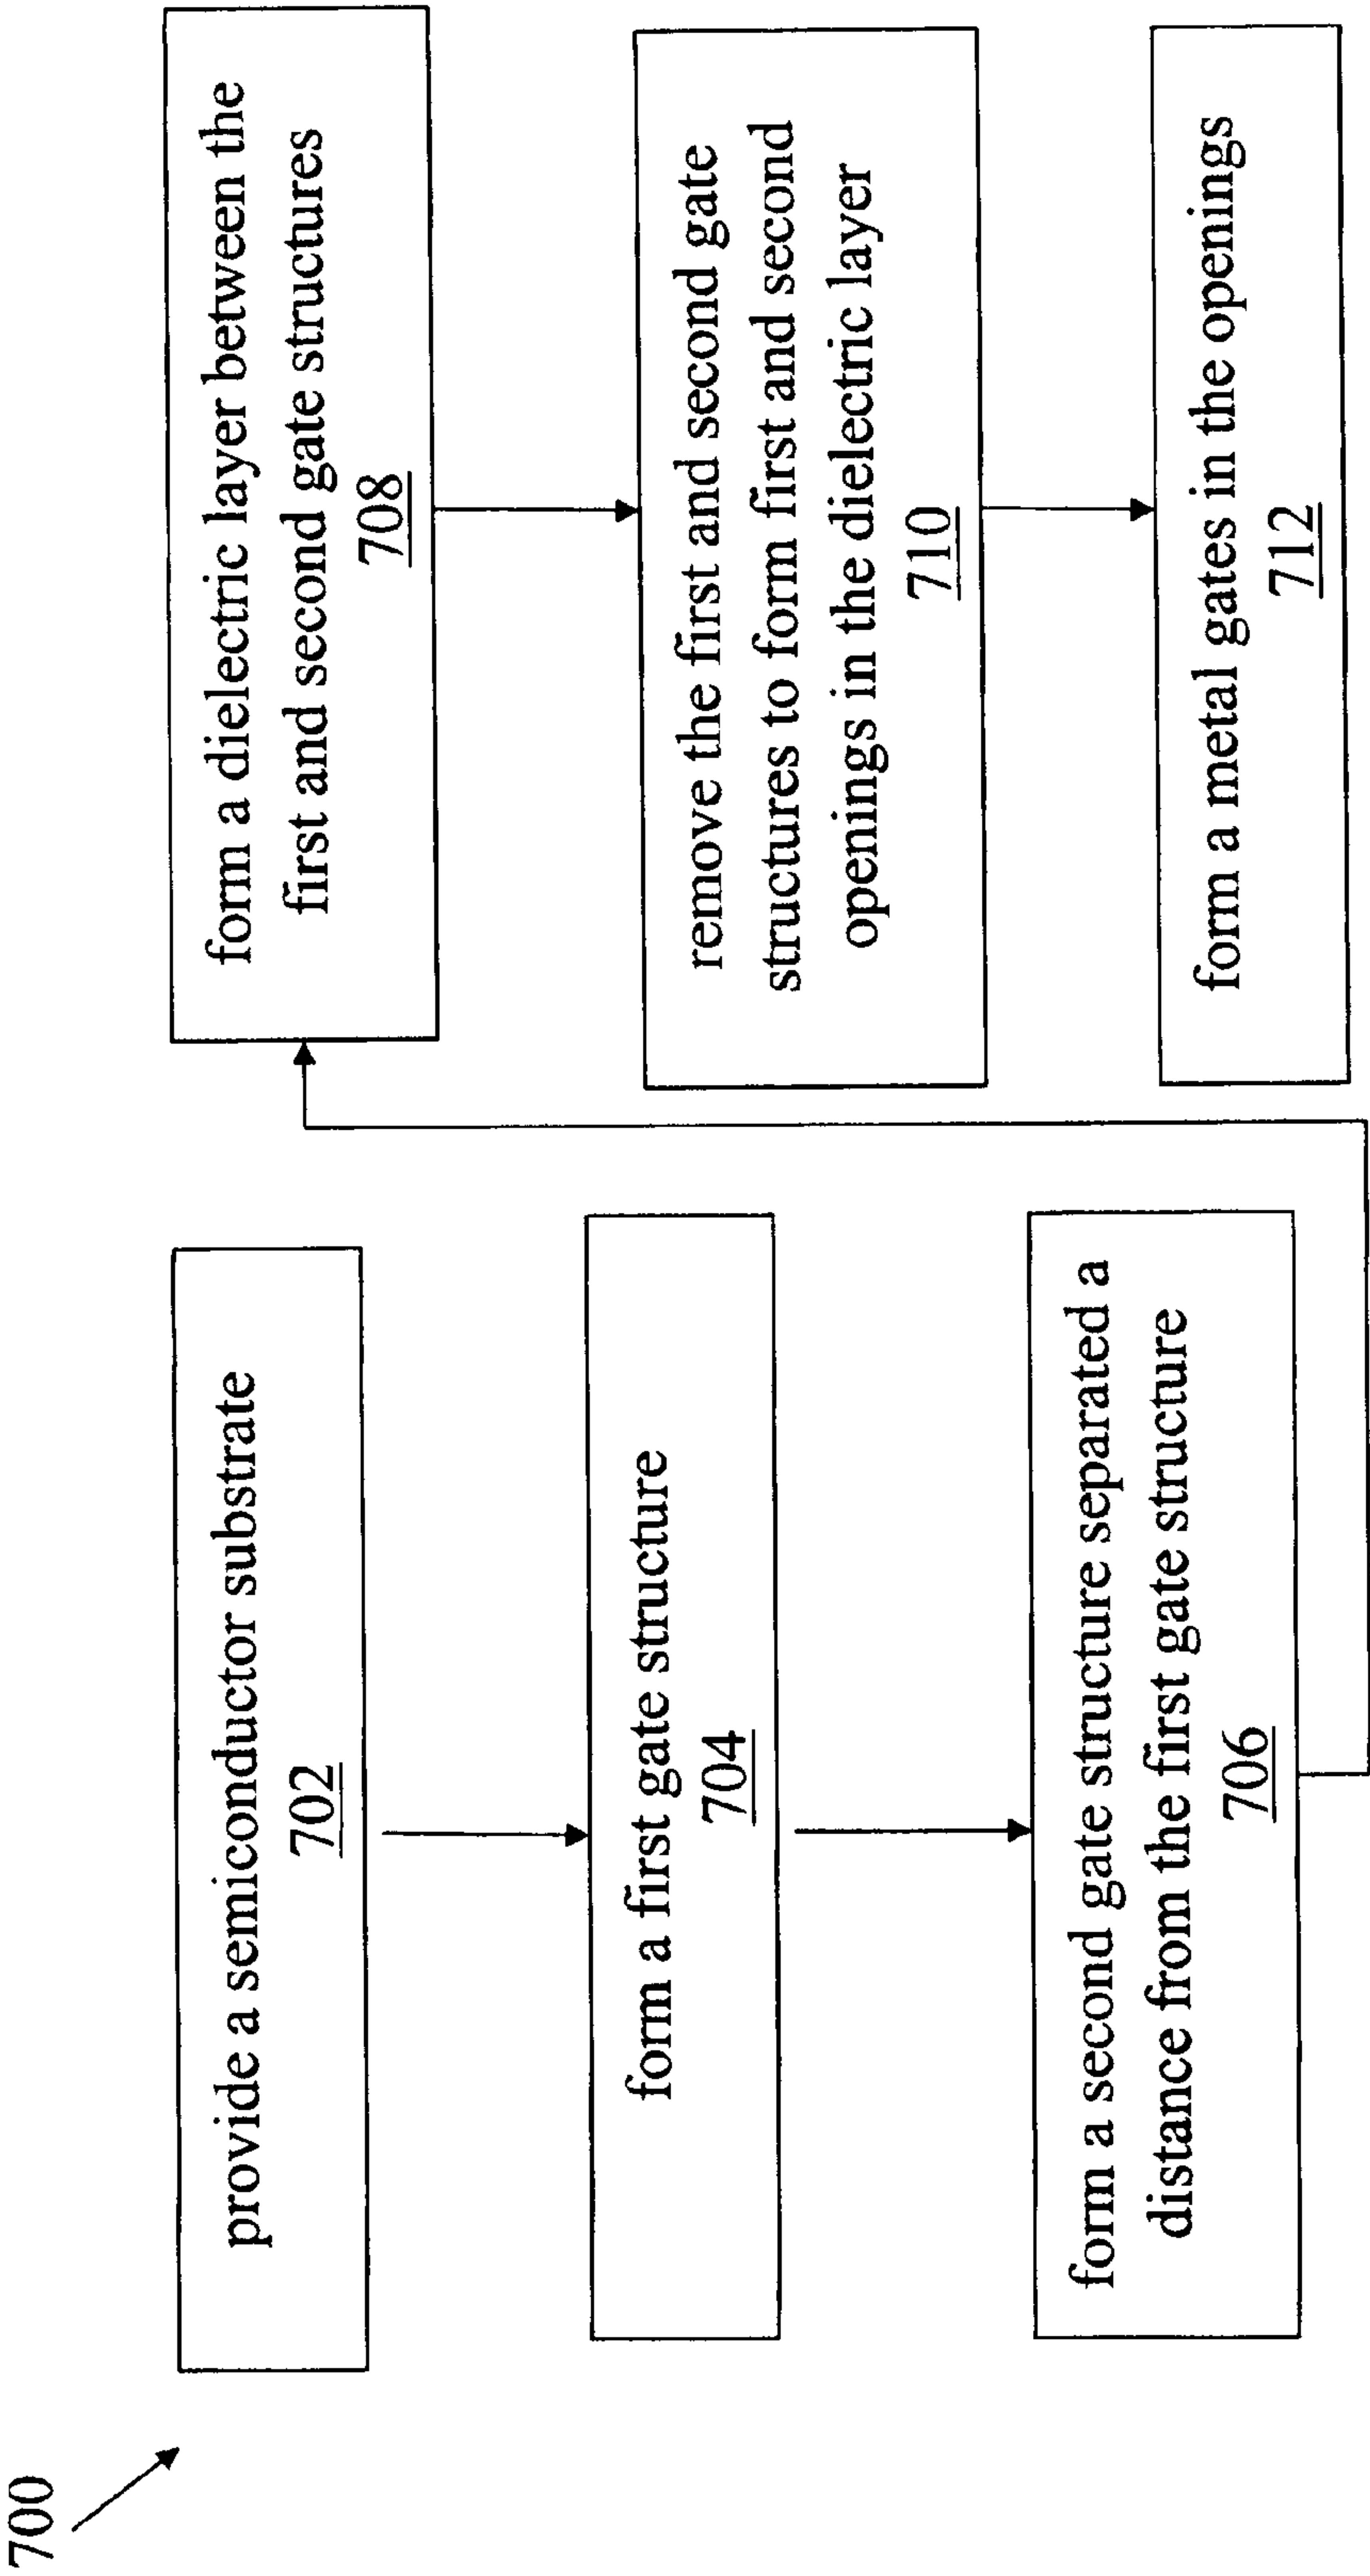 700
provide a semiconductor substrate
702
form a first gate structure
704
form a second gate structure separated a
distance from the first gate structure
706
form a dielectric layer between the
first and second gate structures
708
remove the first and second gate
structures to form first and second
openings in the dielectric layer
710
form a metal gates in the openings
712